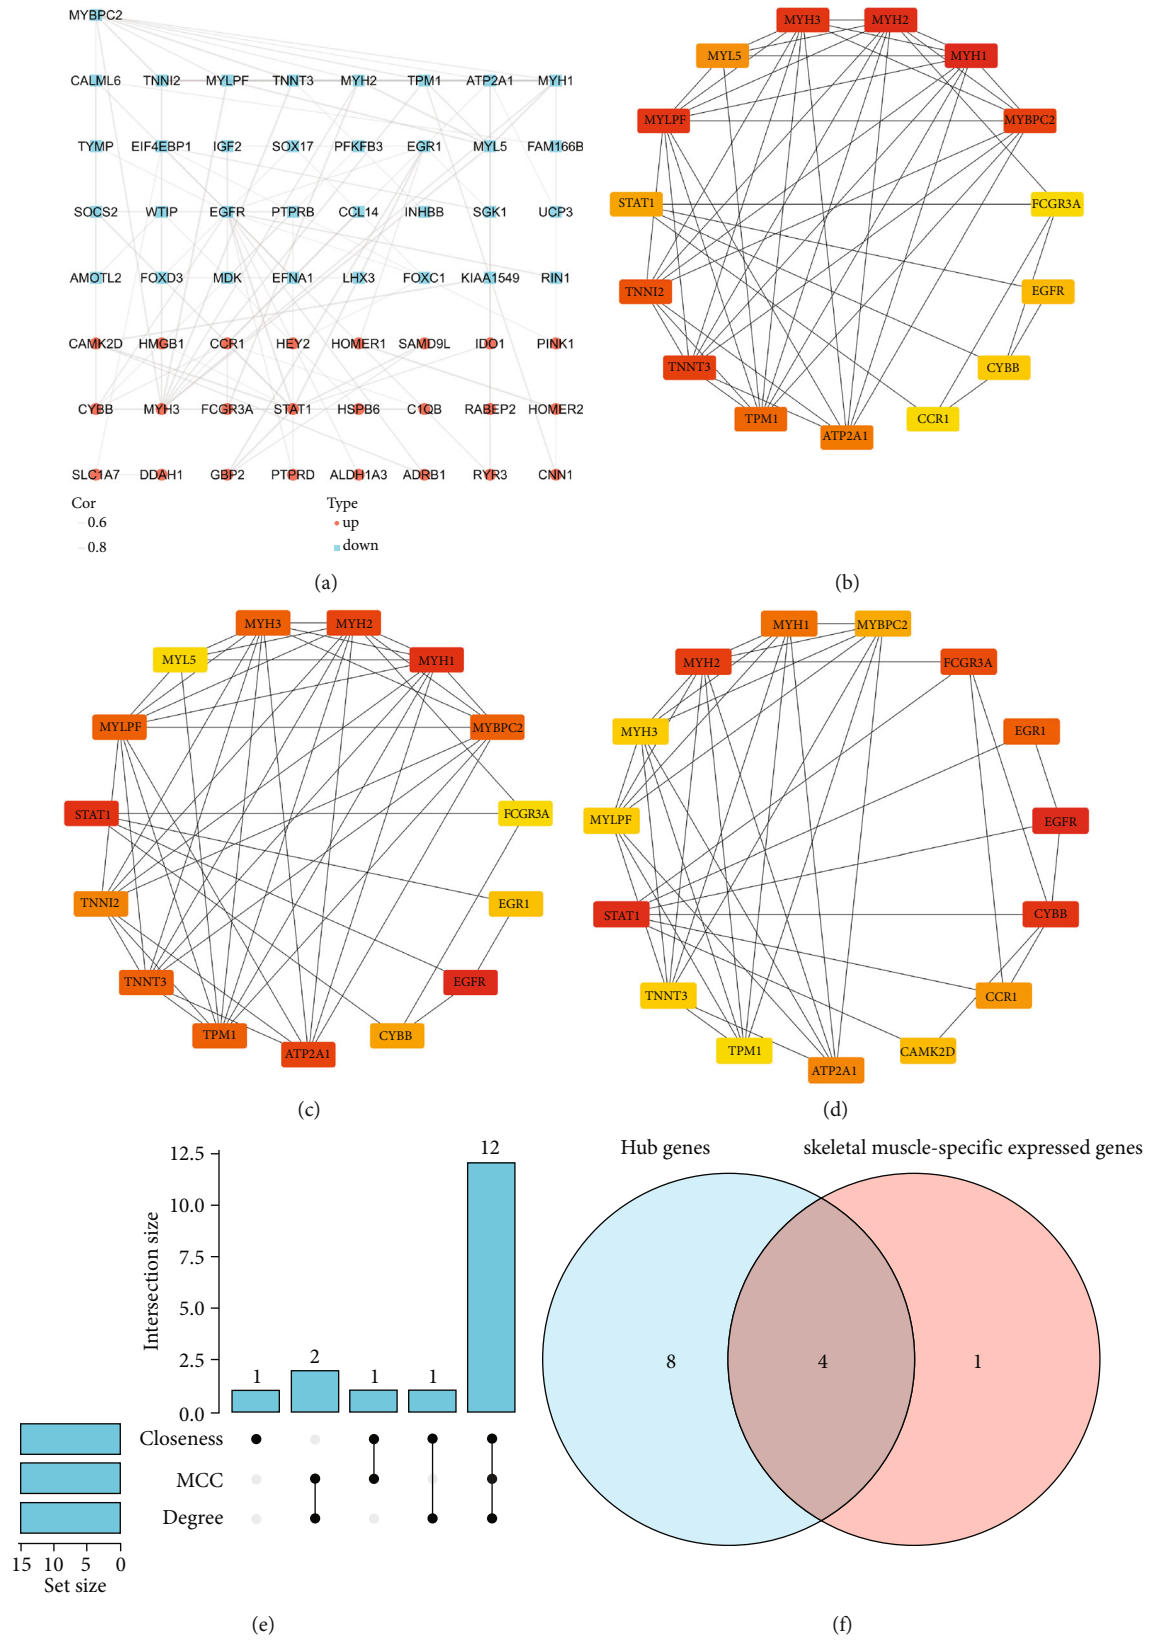 MYBPC2
CALML6 TNNI2 MYLPF TNNT3 MYH2 TPM1 ATP2A1 MYH1
TYMP EIF4EBP1 IGF2 SOX17 PFKFB3 EGR1 MYL5 FAM166B
SOCS2 WTIP EGFR PTPRB CCL14 INHBB SGK1 UCP3
AMOTL2 FOXD3 MDK EFNA1 LHX3 FOXC1 KIAA1549 RIN1
CAMK2D HMGB1 CCR1 HEY2 HOMER1 SAMD9L IDO1 PINK1
CYBB MYH3 FCGR3A STAT1 HSPB6 C1QB RABEP2 HOMER2
SLC1A7 DDAH1 GBP2 PTPRD ALDH1A3 ADRB1 RYR3 CNN1
Cor
0.6
0.8
Type
up
down
(a)
MYH3 MYH2
MYL5 MYH1
MYLPF MYBPC2
STAT1 FCGR3A
TNNI2 EGFR
TNNT3 CYBB
TPM1 CCR1
ATP2A1
(b)
MYH3 MYH2
MYL5 MYH1
MYLPF MYBPC2
STAT1 FCGR3A
TNNI2 EGR1
TNNT3 EGFR
TPM1 CYBB
ATP2A1
(c)
MYH1 MYBPC2
MYH2 FCGR3A
MYH3 EGR1
MYLPF EGFR
STAT1 CYBB
TNNT3 CCR1
TPM1 CAMK2D
ATP2A1
(d)
Intersection size
12.5
10.0
7.5
5.0
2.5
0.0
1 2 1 1 12
Closeness
MCC
Degree
15 10 5 0
Set size
(e)
Hub genes skeletal muscle-specific expressed genes
8 4 1
(f)